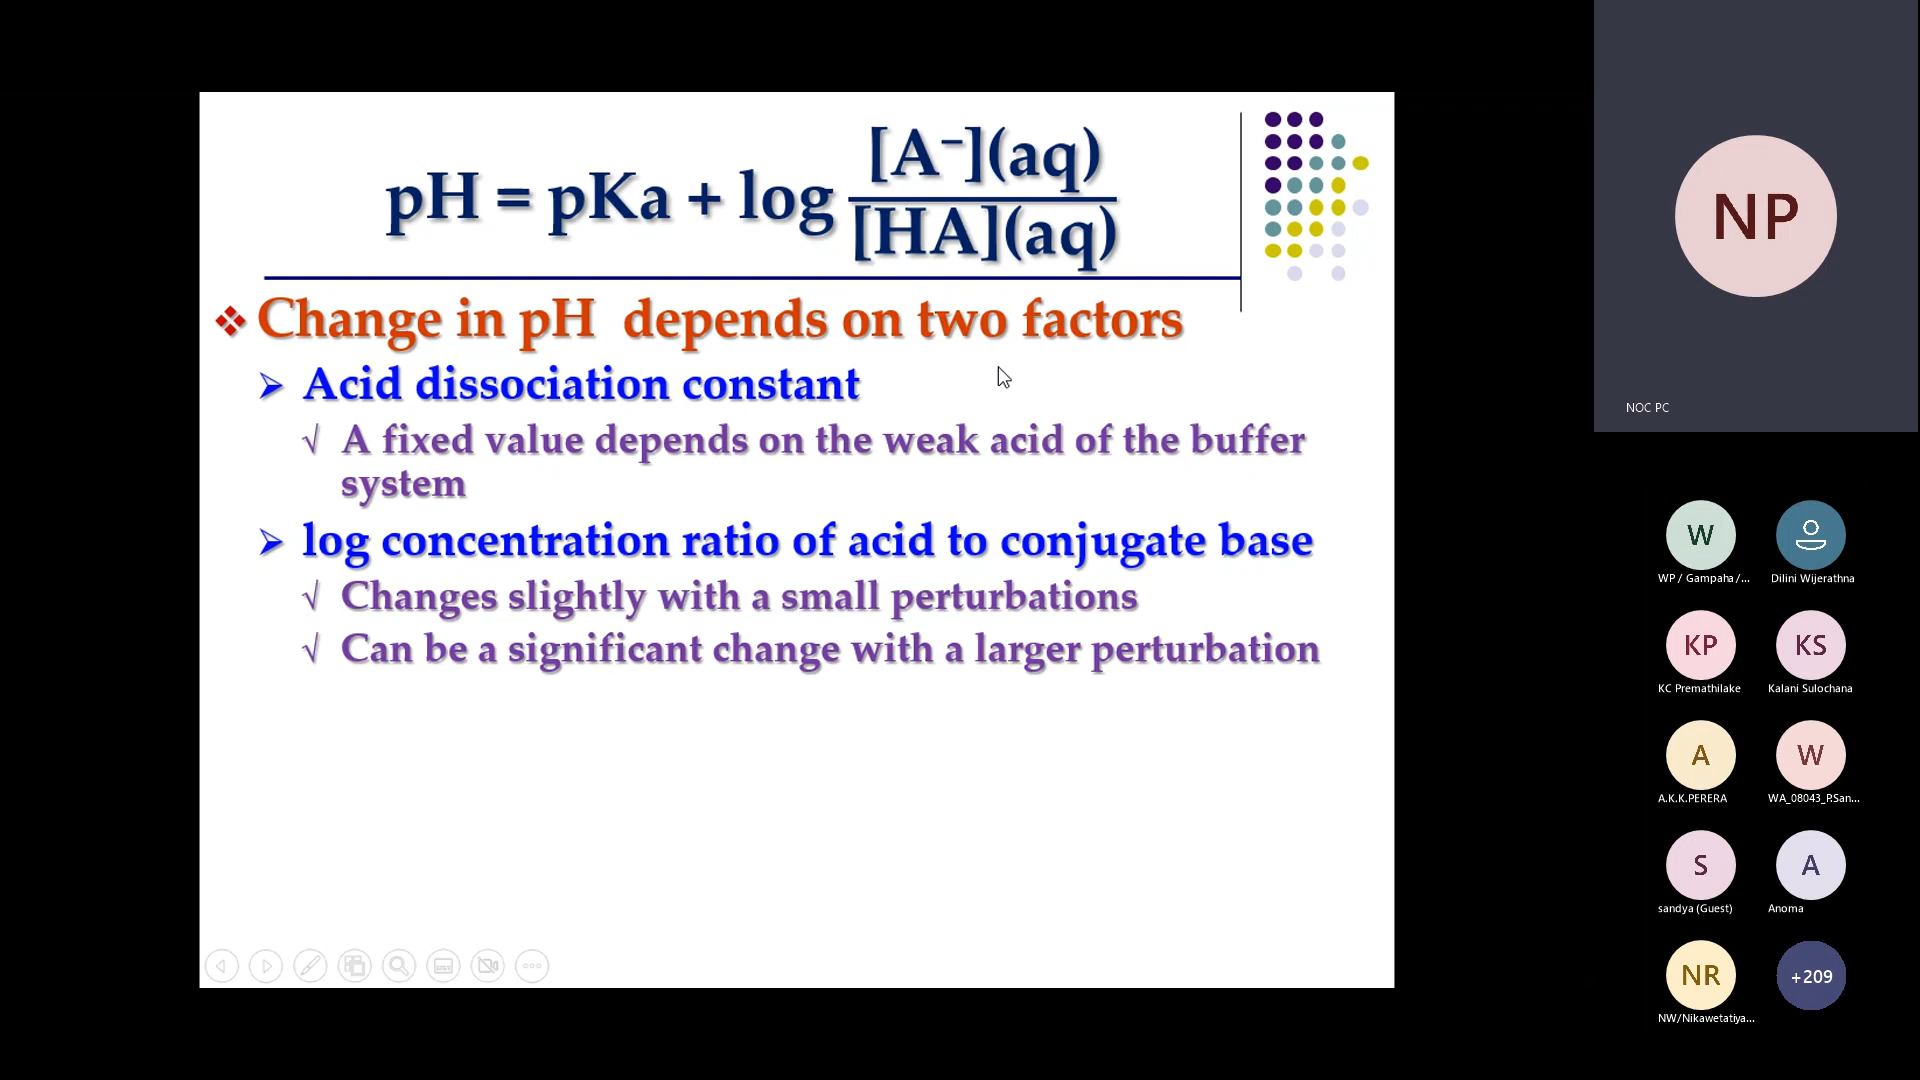 pH = pKa + log [A⁻](aq) / [HA](aq)
❖ Change in pH depends on two factors
➢ Acid dissociation constant
√ A fixed value depends on the weak acid of the buffer
system
➢ log concentration ratio of acid to conjugate base
√ Changes slightly with a small perturbations
√ Can be a significant change with a larger perturbation
NP
NOC PC
W
WP / Gampaha /...
Dilini Wijerathna
KP
KS
KC Premathilake
Kalani Sulochana
A
W
A.K.K.PERERA
WA_08043_P.San...
S
A
sandya (Guest)
Anoma
NR
+209
NW/Nikawetatiya...